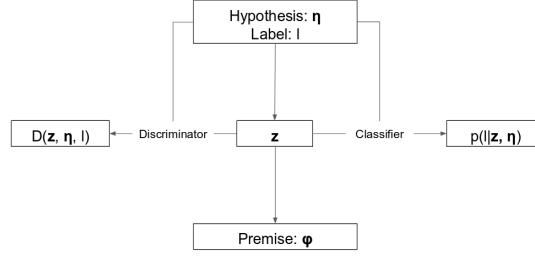 Hypothesis: η
Label: l
D(z, η, l)
Discriminator
z
Classifier
p(l|z, η)
Premise: φ